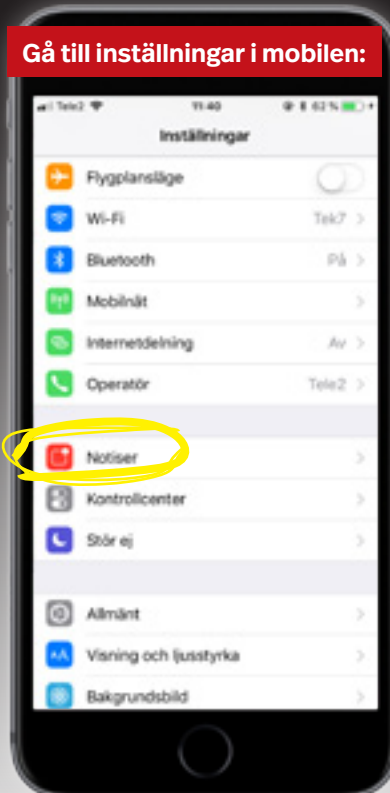 Gå till inställningar i mobilen:
Tele2 11:40 62 %
Inställningar
Flygplansläge
Wi-Fi Tek7
Bluetooth På
Mobilnät
Internetdelning Av
Operatör Tele2
Notiser
Kontrollcenter
Stör ej
Allmänt
AA Visning och ljusstyrka
Bakgrundsbild